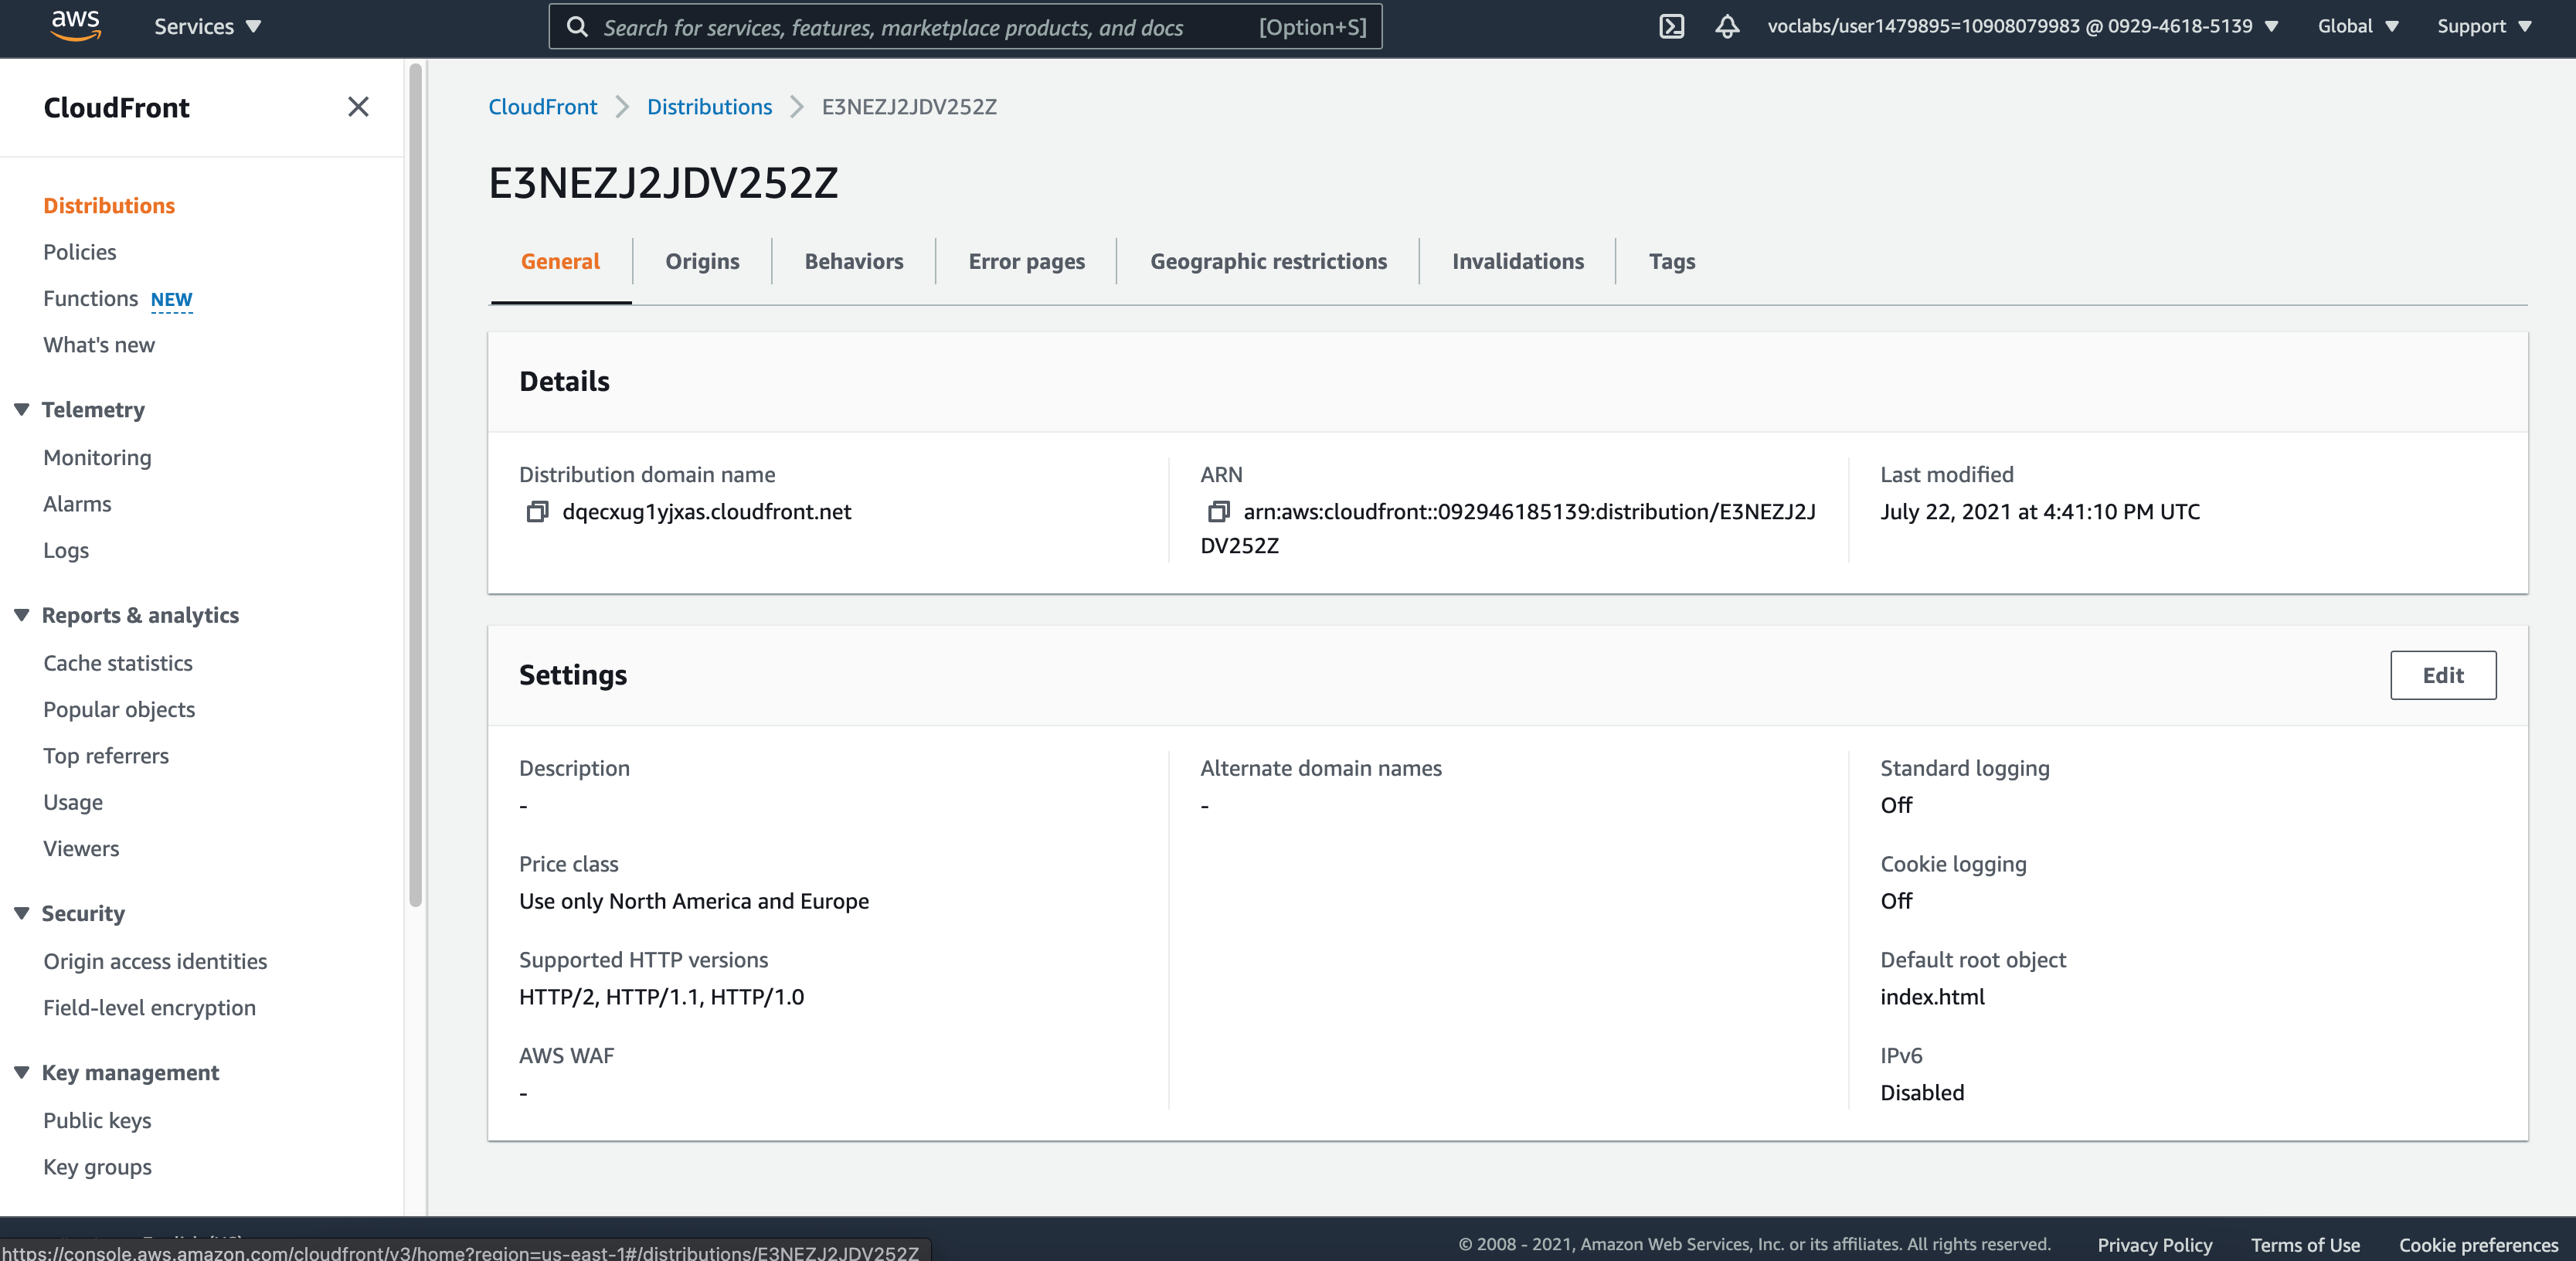 aws
Services
Search for services, features, marketplace products, and docs [Option+S]
voclabs/user1479895=10908079983 @ 0929-4618-5139
Global
Support
CloudFront
Distributions
Policies
Functions NEW
What's new
Telemetry
Monitoring
Alarms
Logs
Reports & analytics
Cache statistics
Popular objects
Top referrers
Usage
Viewers
Security
Origin access identities
Field-level encryption
Key management
Public keys
Key groups
CloudFront Distributions E3NEZJ2JDV252Z
E3NEZJ2JDV252Z
General Origins Behaviors Error pages Geographic restrictions Invalidations Tags
Details
Distribution domain name
dqecxug1yjxas.cloudfront.net
ARN
arn:aws:cloudfront::092946185139:distribution/E3NEZJ2J
DV252Z
Last modified
July 22, 2021 at 4:41:10 PM UTC
Settings
Edit
Description
-
Price class
Use only North America and Europe
Supported HTTP versions
HTTP/2, HTTP/1.1, HTTP/1.0
AWS WAF
-
Alternate domain names
-
Standard logging
Off
Cookie logging
Off
Default root object
index.html
IPv6
Disabled
https://console.aws.amazon.com/cloudfront/v3/home?region=us-east-1#/distributions/E3NEZJ2JDV252Z
© 2008 - 2021, Amazon Web Services, Inc. or its affiliates. All rights reserved.
Privacy Policy
Terms of Use
Cookie preferences